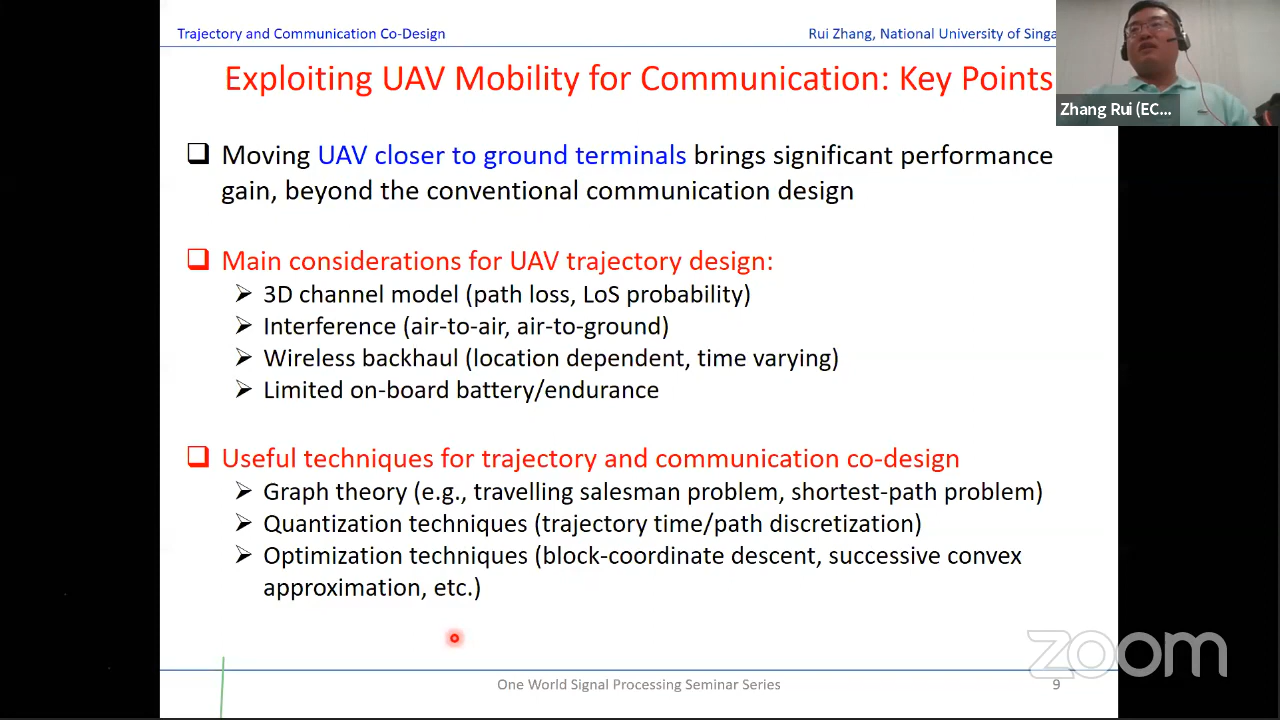 Trajectory and Communication Co-Design
Rui Zhang, National University of Singa
Exploiting UAV Mobility for Communication: Key Points
Zhang Rui (EC...
Moving UAV closer to ground terminals brings significant performance
gain, beyond the conventional communication design
Main considerations for UAV trajectory design:
3D channel model (path loss, LoS probability)
Interference (air-to-air, air-to-ground)
Wireless backhaul (location dependent, time varying)
Limited on-board battery/endurance
Useful techniques for trajectory and communication co-design
Graph theory (e.g., travelling salesman problem, shortest-path problem)
Quantization techniques (trajectory time/path discretization)
Optimization techniques (block-coordinate descent, successive convex
approximation, etc.)
zoom
One World Signal Processing Seminar Series
9